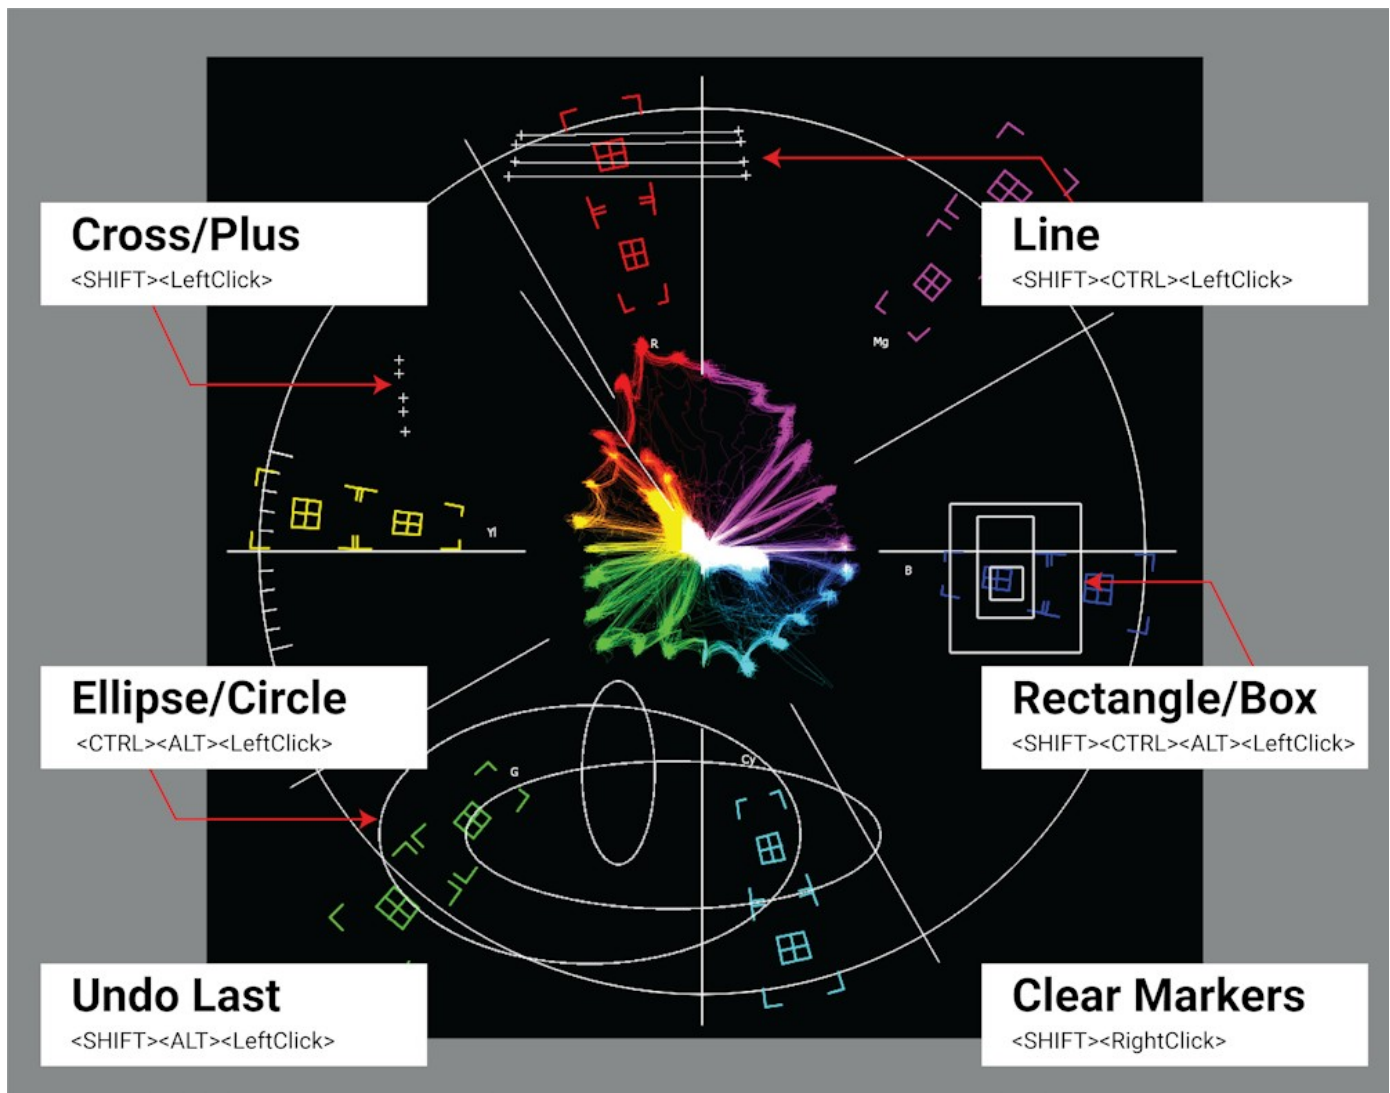 Cross/Plus
<SHIFT><LeftClick>
Line
<SHIFT><CTRL><LeftClick>
R
Mg
Yl
B
Ellipse/Circle
<CTRL><ALT><LeftClick>
Rectangle/Box
<SHIFT><CTRL><ALT><LeftClick>
G
Cy
Undo Last
<SHIFT><ALT><LeftClick>
Clear Markers
<SHIFT><RightClick>